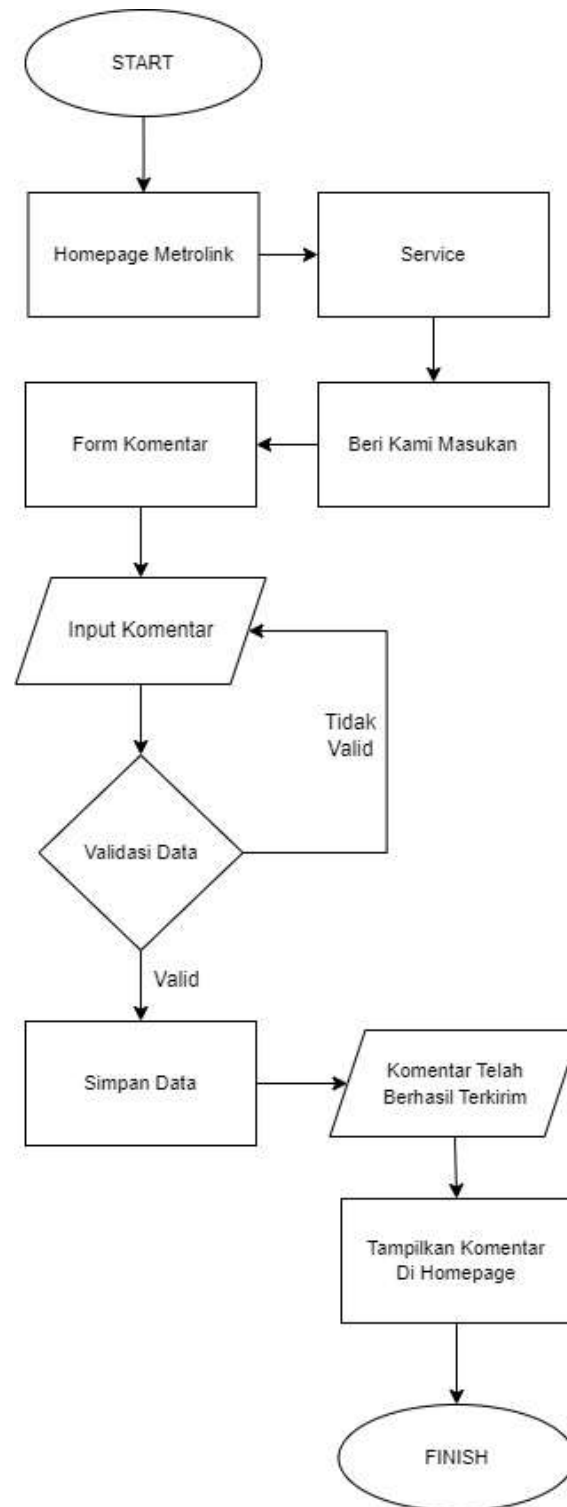 START
Homepage Metrolink
Service
Beri Kami Masukan
Form Komentar
Input Komentar
Tidak
Valid
Validasi Data
Valid
Simpan Data
Komentar Telah
Berhasil Terkirim
Tampilkan Komentar
Di Homepage
FINISH